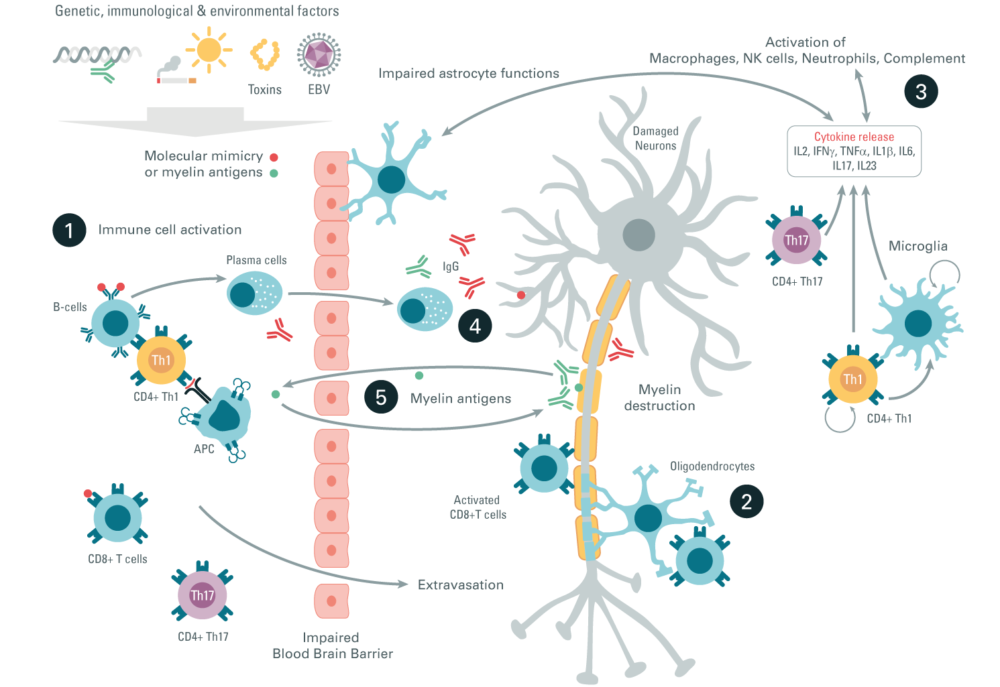 Genetic, immunological & environmental factors
Toxins
EBV
Molecular mimicry
or myelin antigens
1
Immune cell activation
Plasma cells
B-cells
Th1
CD4+ Th1
APC
CD8+ T cells
Th17
CD4+ Th17
Impaired
Blood Brain Barrier
Extravasation
Impaired astrocyte functions
IgG
4
5
Myelin antigens
Damaged
Neurons
Myelin
destruction
Activated
CD8+T cells
Oligodendrocytes
2
Activation of
Macrophages, NK cells, Neutrophils, Complement
3
Cytokine release
IL2, IFNγ, TNFα, IL1β, IL6,
IL17, IL23
Th17
CD4+ Th17
Microglia
Th1
CD4+ Th1